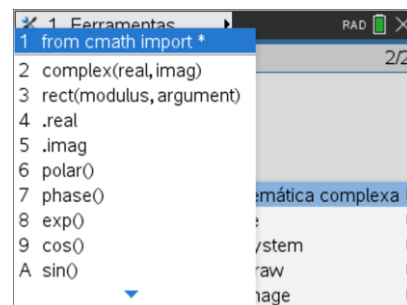 1 Ferramentas
RAD
1 from cmath import *
2/2
2 complex(real,imag)
3 rect(modulus,argument)
4 .real
5 .imag
6 polar()
7 phase()
emática complexa
8 exp()
9 cos()
ystem
A sin()
raw
nage